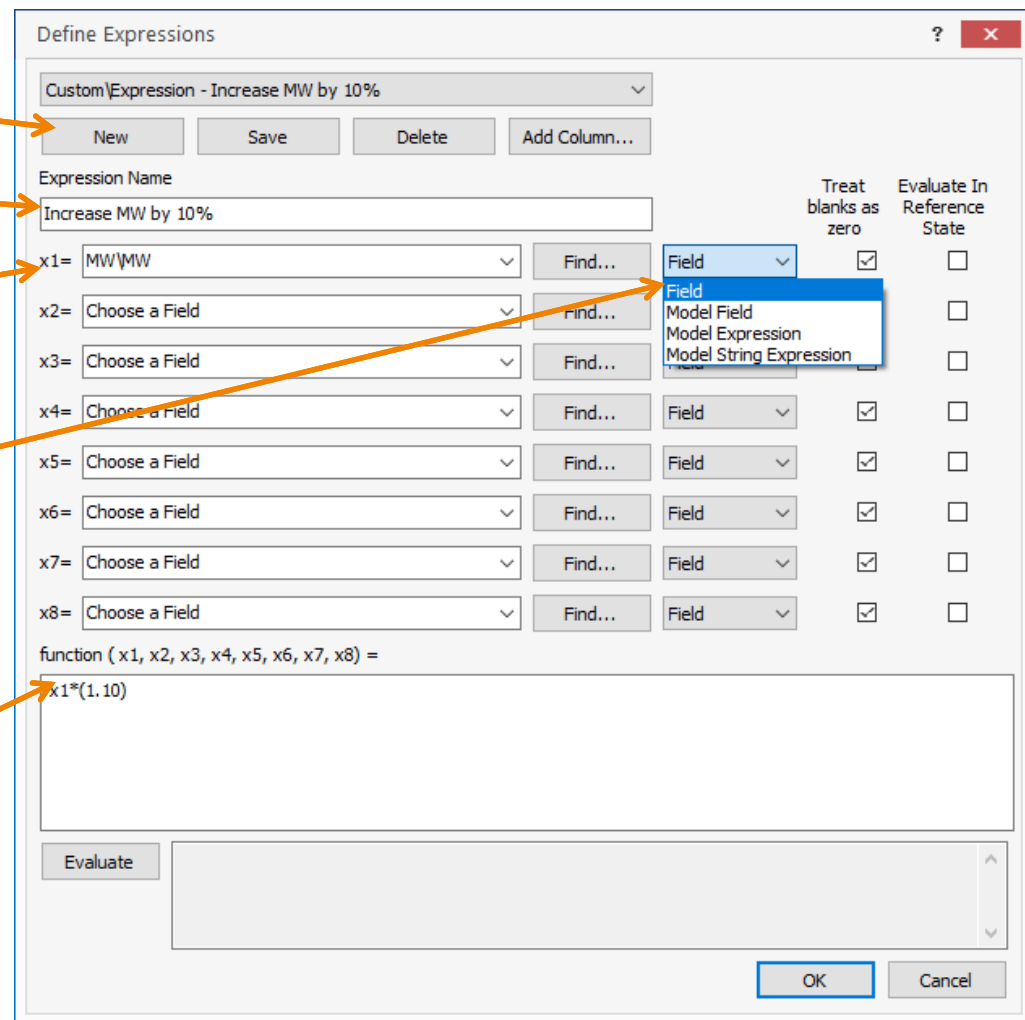 Define Expressions ? ×
Custom\Expression - Increase MW by 10%
New Save Delete Add Column...
Expression Name
Treat blanks as zero
Evaluate In Reference State
Increase MW by 10%
x1= MW\MW Find... Field
Field
Model Field
Model Expression
Model String Expression
x2= Choose a Field Find...
x3= Choose a Field Find... Field
x4= Choose a Field Find... Field
x5= Choose a Field Find... Field
x6= Choose a Field Find... Field
x7= Choose a Field Find... Field
x8= Choose a Field Find... Field
function ( x1, x2, x3, x4, x5, x6, x7, x8) =
x1*(1.10)
Evaluate
OK Cancel